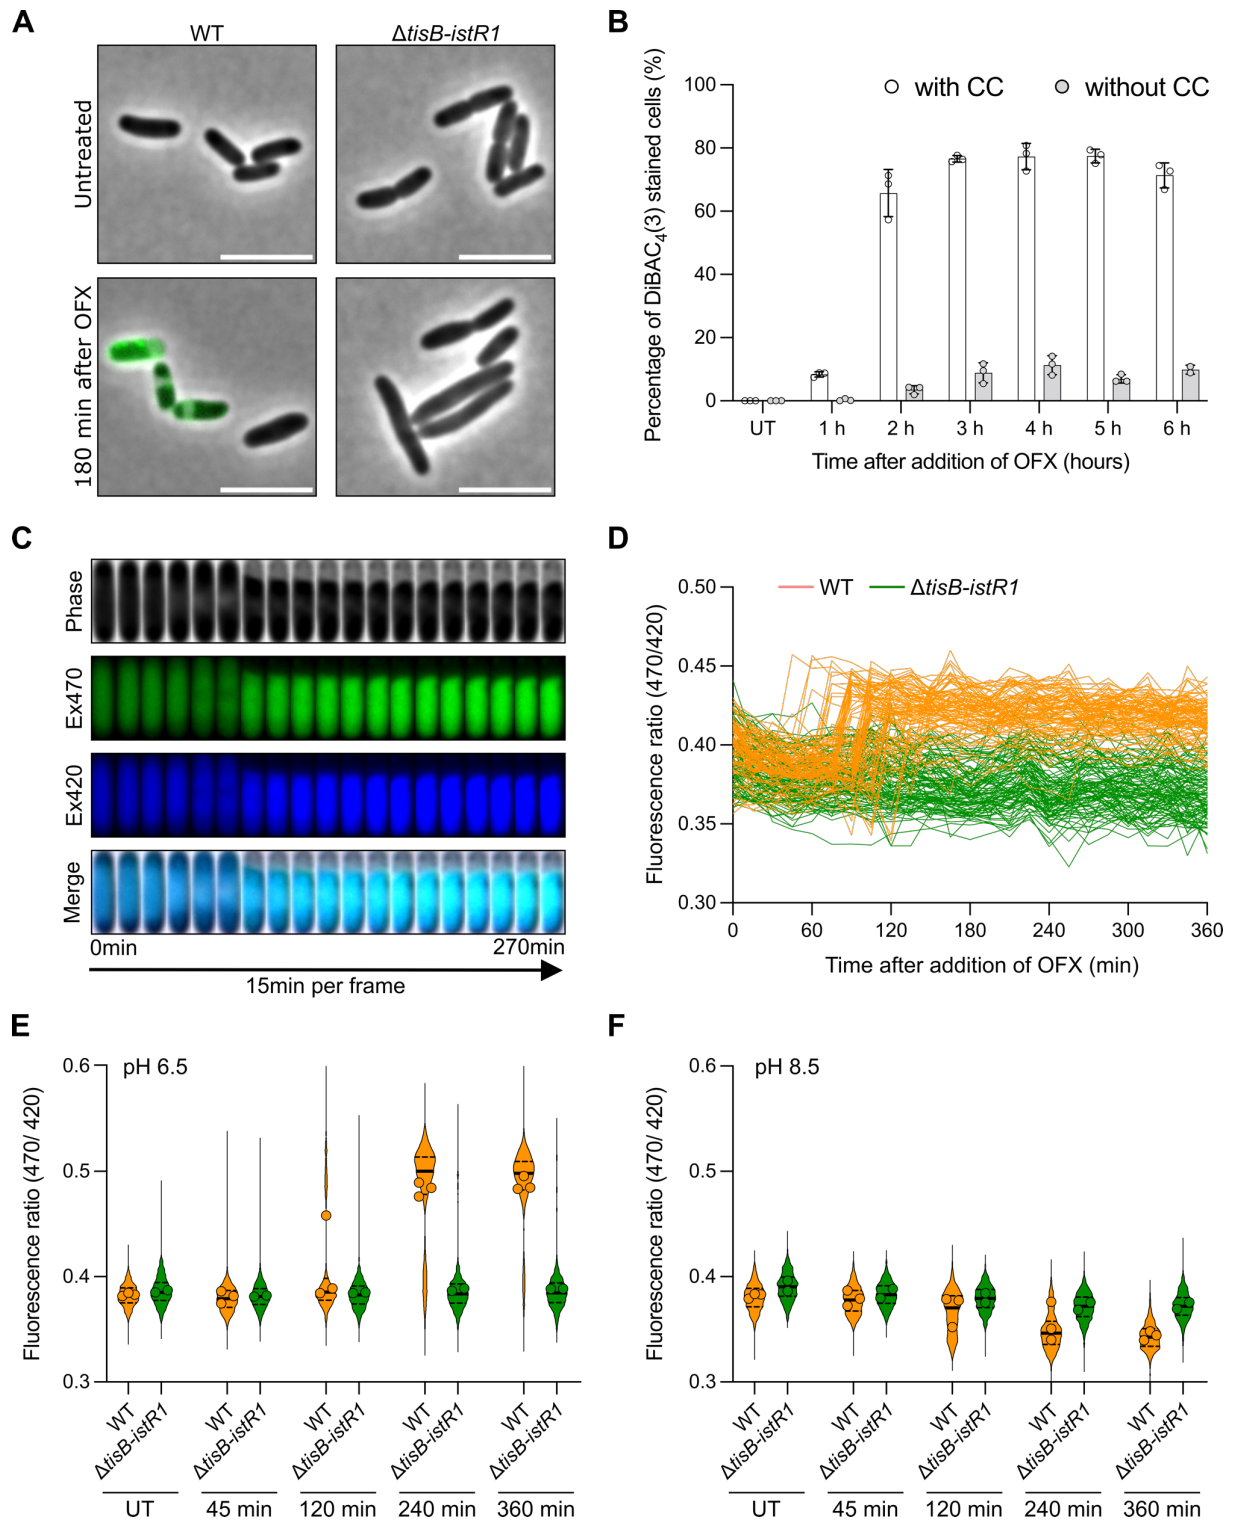 A
WT
ΔtisB-istR1
Untreated
180 min after OFX
B
Percentage of DiBAC4(3) stained cells (%)
with CC
without CC
100
80
60
40
20
0
UT
1 h
2 h
3 h
4 h
5 h
6 h
Time after addition of OFX (hours)
C
Phase
Ex470
Ex420
Merge
0min
270min
15min per frame
D
Fluorescence ratio (470/420)
WT
ΔtisB-istR1
0.50
0.45
0.40
0.35
0.30
0
60
120
180
240
300
360
Time after addition of OFX (min)
E
Fluorescence ratio (470/ 420)
pH 6.5
0.6
0.5
0.4
0.3
WT
ΔtisB-istR1
WT
ΔtisB-istR1
WT
ΔtisB-istR1
WT
ΔtisB-istR1
WT
ΔtisB-istR1
UT
45 min
120 min
240 min
360 min
F
Fluorescence ratio (470/ 420)
pH 8.5
0.6
0.5
0.4
0.3
WT
ΔtisB-istR1
WT
ΔtisB-istR1
WT
ΔtisB-istR1
WT
ΔtisB-istR1
WT
ΔtisB-istR1
UT
45 min
120 min
240 min
360 min